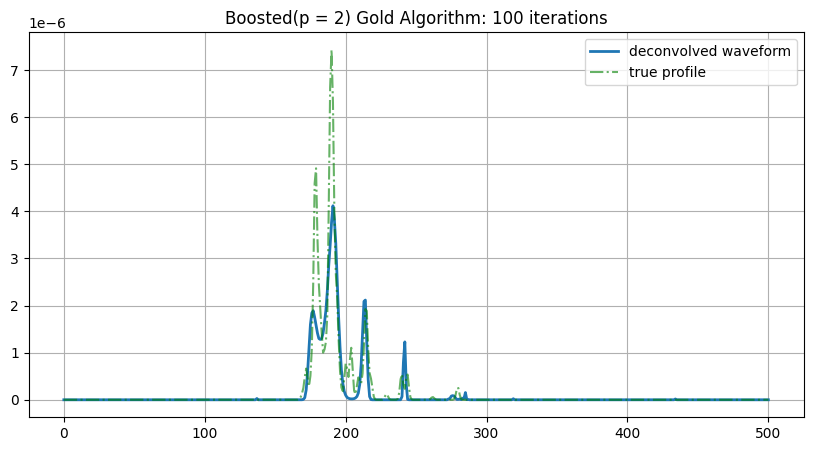 Boosted(p = 2) Gold Algorithm: 100 iterations
1e−6
deconvolved waveform
true profile
7
6
5
4
3
2
1
0
0 100 200 300 400 500